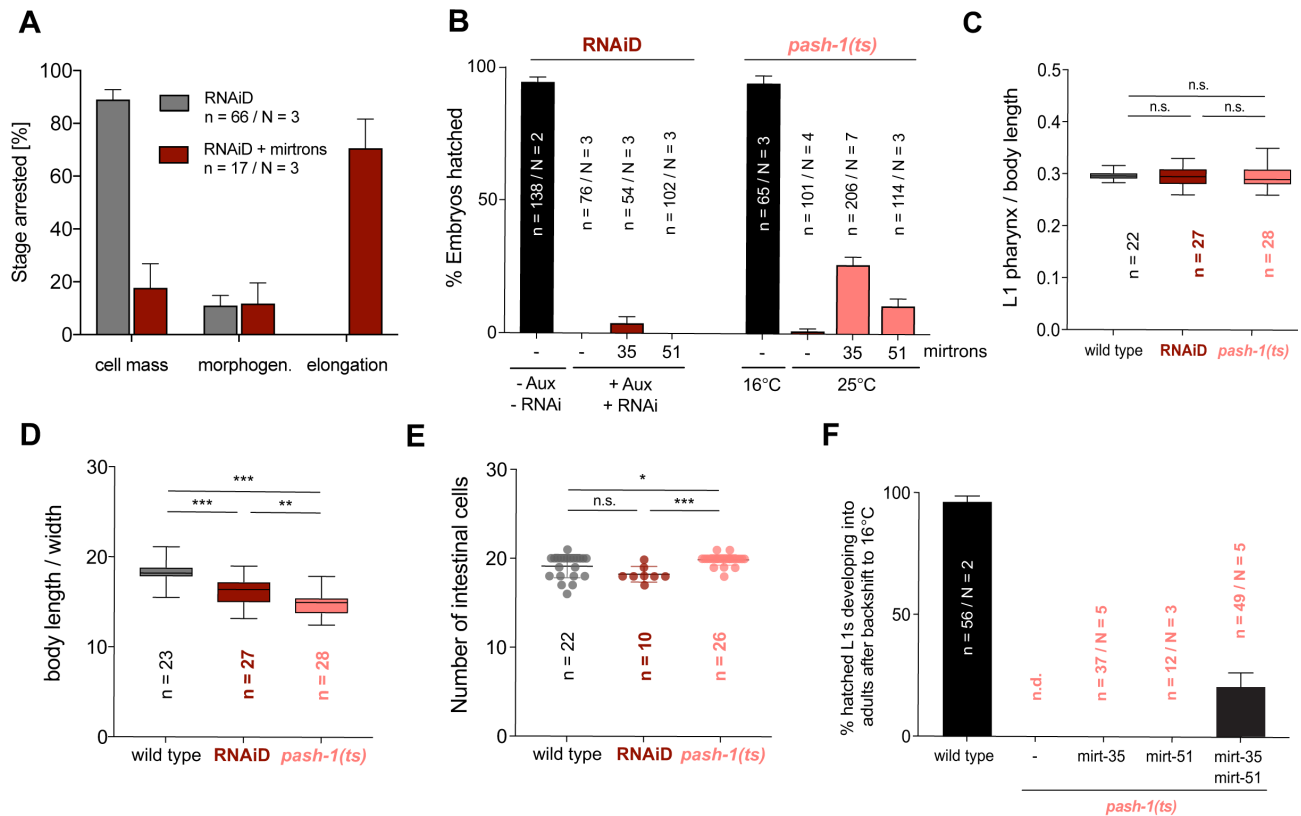 A
Stage arrested [%]
100
80
60
40
20
0
RNAiD
n = 66 / N = 3
RNAiD + mirtrons
n = 17 / N = 3
cell mass
morphogen.
elongation
B
RNAiD
pash-1(ts)
% Embryos hatched
100
50
0
n = 138 / N = 2
n = 76 / N = 3
n = 54 / N = 3
n = 102 / N = 3
n = 65 / N = 3
n = 101 / N = 4
n = 206 / N = 7
n = 114 / N = 3
- - 35 51 - - 35 51 mirtrons
- Aux + Aux 16°C 25°C
- RNAi + RNAi
C
L1 pharynx / body length
0.5
0.4
0.3
0.2
0.1
0.0
n.s.
n.s.
n.s.
n = 22
n = 27
n = 28
wild type
RNAiD
pash-1(ts)
D
body length / width
30
20
10
0
***
***
**
n = 23
n = 27
n = 28
wild type
RNAiD
pash-1(ts)
E
Number of intestinal cells
30
20
10
0
*
n.s.
***
n = 22
n = 10
n = 26
wild type
RNAiD
pash-1(ts)
F
% hatched L1s developing into
adults after backshift to 16°C
100
50
0
n = 56 / N = 2
n.d.
n = 37 / N = 5
n = 12 / N = 3
n = 49 / N = 5
wild type
-
mirt-35
mirt-51
mirt-35
mirt-51
pash-1(ts)